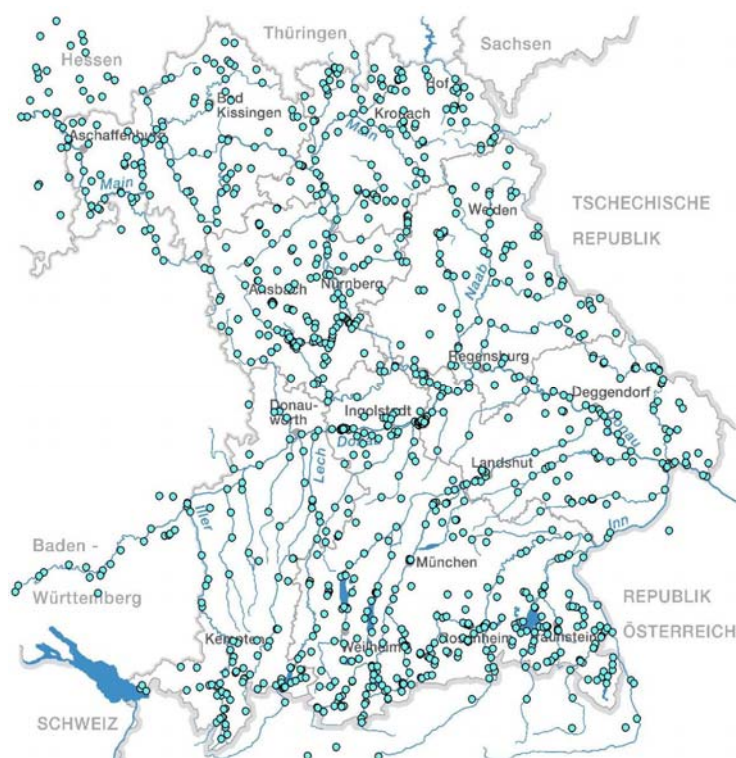 Thüringen
Sachsen
Hessen
Hof
Bad
Kissingen
Kronach
Main
Aschaffenburg
Main
Weiden
TSCHECHISCHE
REPUBLIK
Naab
Ansbach
Nürnberg
Regensburg
Deggendorf
Donau-
wörth
Ingolstadt
Donau
Donau
Lech
Landshut
Iller
Inn
Baden -
Württemberg
München
REPUBLIK
ÖSTERREICH
Kempten
Weilheim
Rosenheim
Traunstein
SCHWEIZ